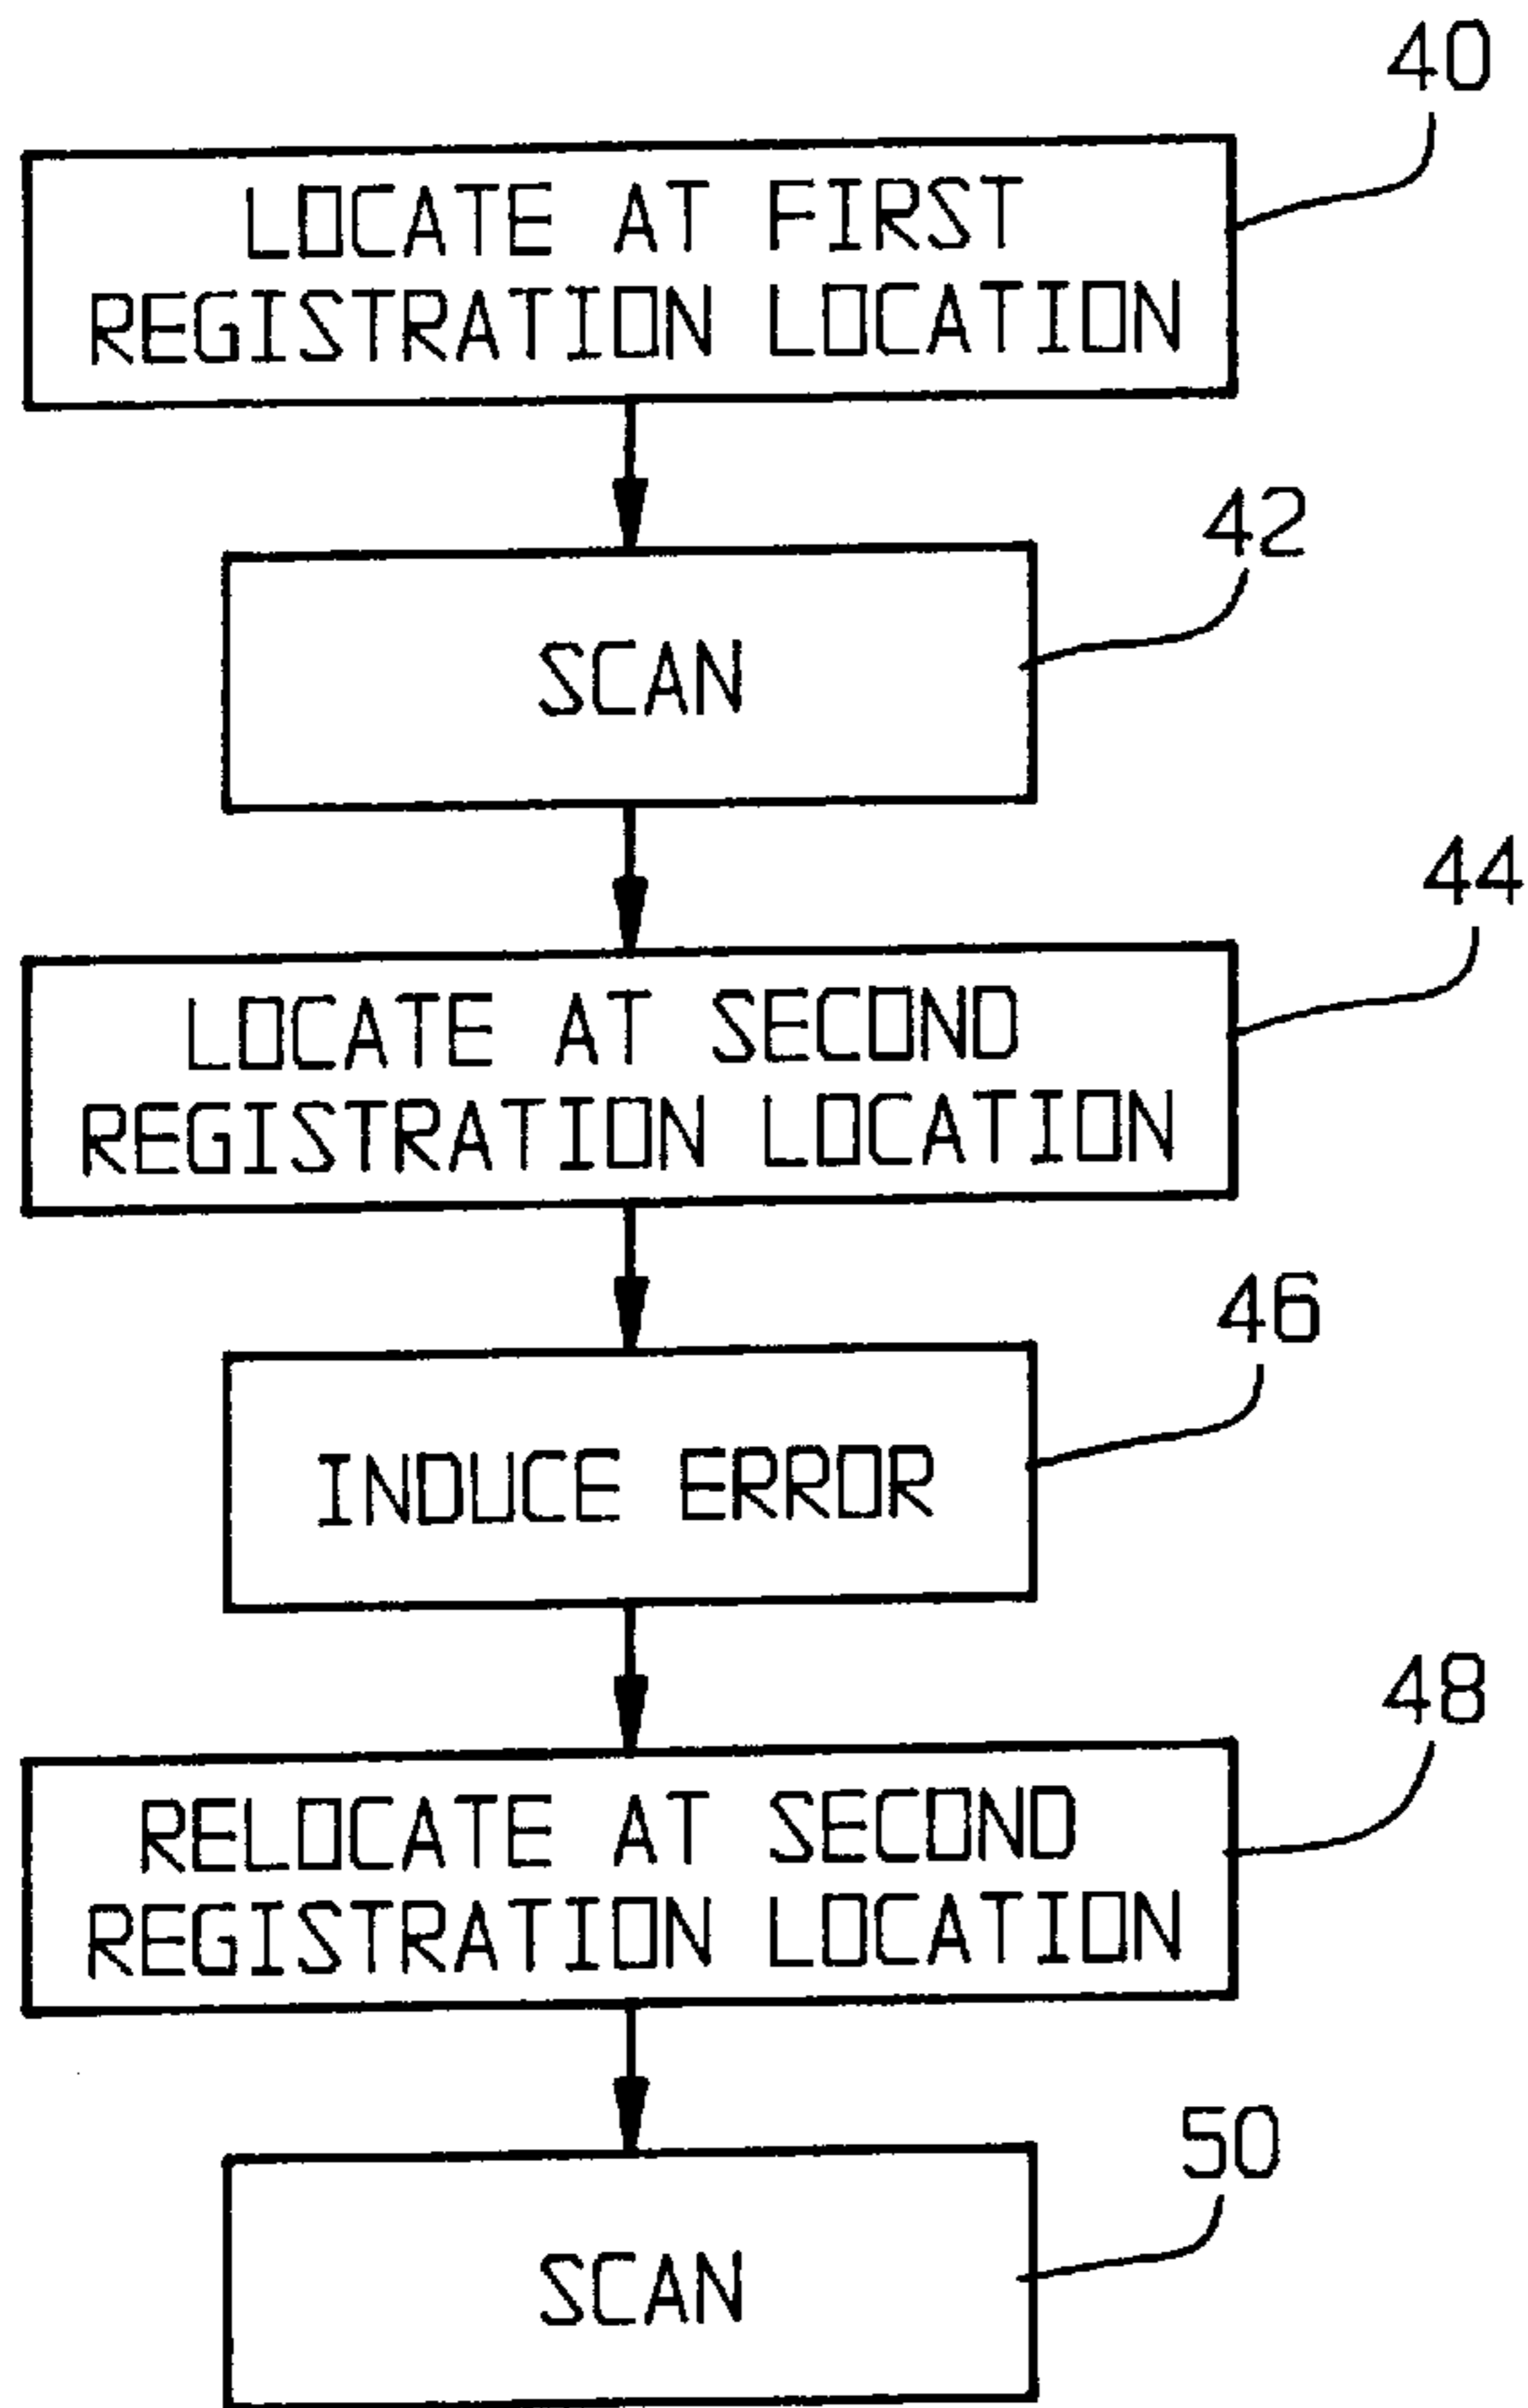 40
LOCATE AT FIRST
REGISTRATION LOCATION
42
SCAN
44
LOCATE AT SECOND
REGISTRATION LOCATION
46
INDUCE ERROR
48
RELOCATE AT SECOND
REGISTRATION LOCATION
50
SCAN